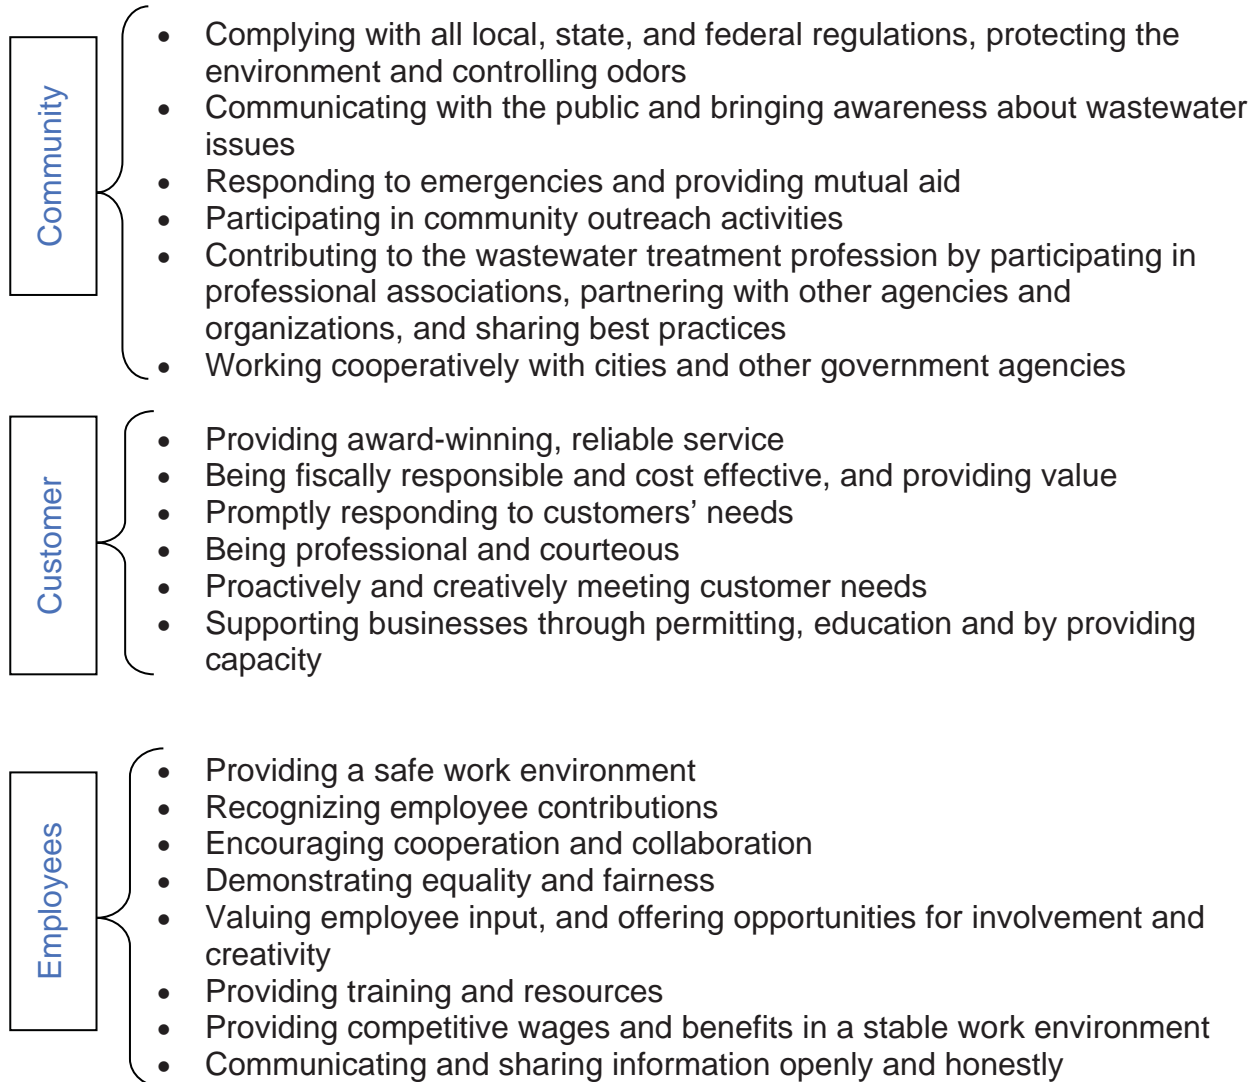 Community
• Complying with all local, state, and federal regulations, protecting the
environment and controlling odors
• Communicating with the public and bringing awareness about wastewater
issues
• Responding to emergencies and providing mutual aid
• Participating in community outreach activities
• Contributing to the wastewater treatment profession by participating in
professional associations, partnering with other agencies and
organizations, and sharing best practices
• Working cooperatively with cities and other government agencies
Customer
• Providing award-winning, reliable service
• Being fiscally responsible and cost effective, and providing value
• Promptly responding to customers’ needs
• Being professional and courteous
• Proactively and creatively meeting customer needs
• Supporting businesses through permitting, education and by providing
capacity
Employees
• Providing a safe work environment
• Recognizing employee contributions
• Encouraging cooperation and collaboration
• Demonstrating equality and fairness
• Valuing employee input, and offering opportunities for involvement and
creativity
• Providing training and resources
• Providing competitive wages and benefits in a stable work environment
• Communicating and sharing information openly and honestly